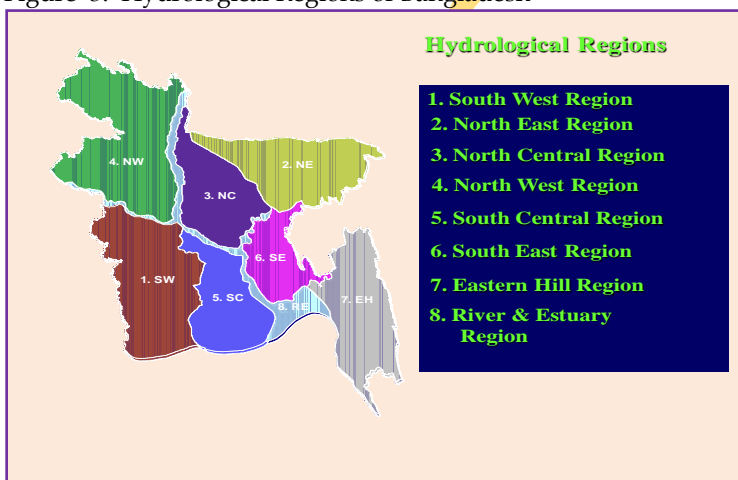 Hydrological Regions
1. South West Region
2. North East Region
3. North Central Region
4. North West Region
5. South Central Region
6. South East Region
7. Eastern Hill Region
8. River & Estuary
Region
4. NW
2. NE
3. NC
6. SE
1. SW
5. SC
7. EH
8. RE